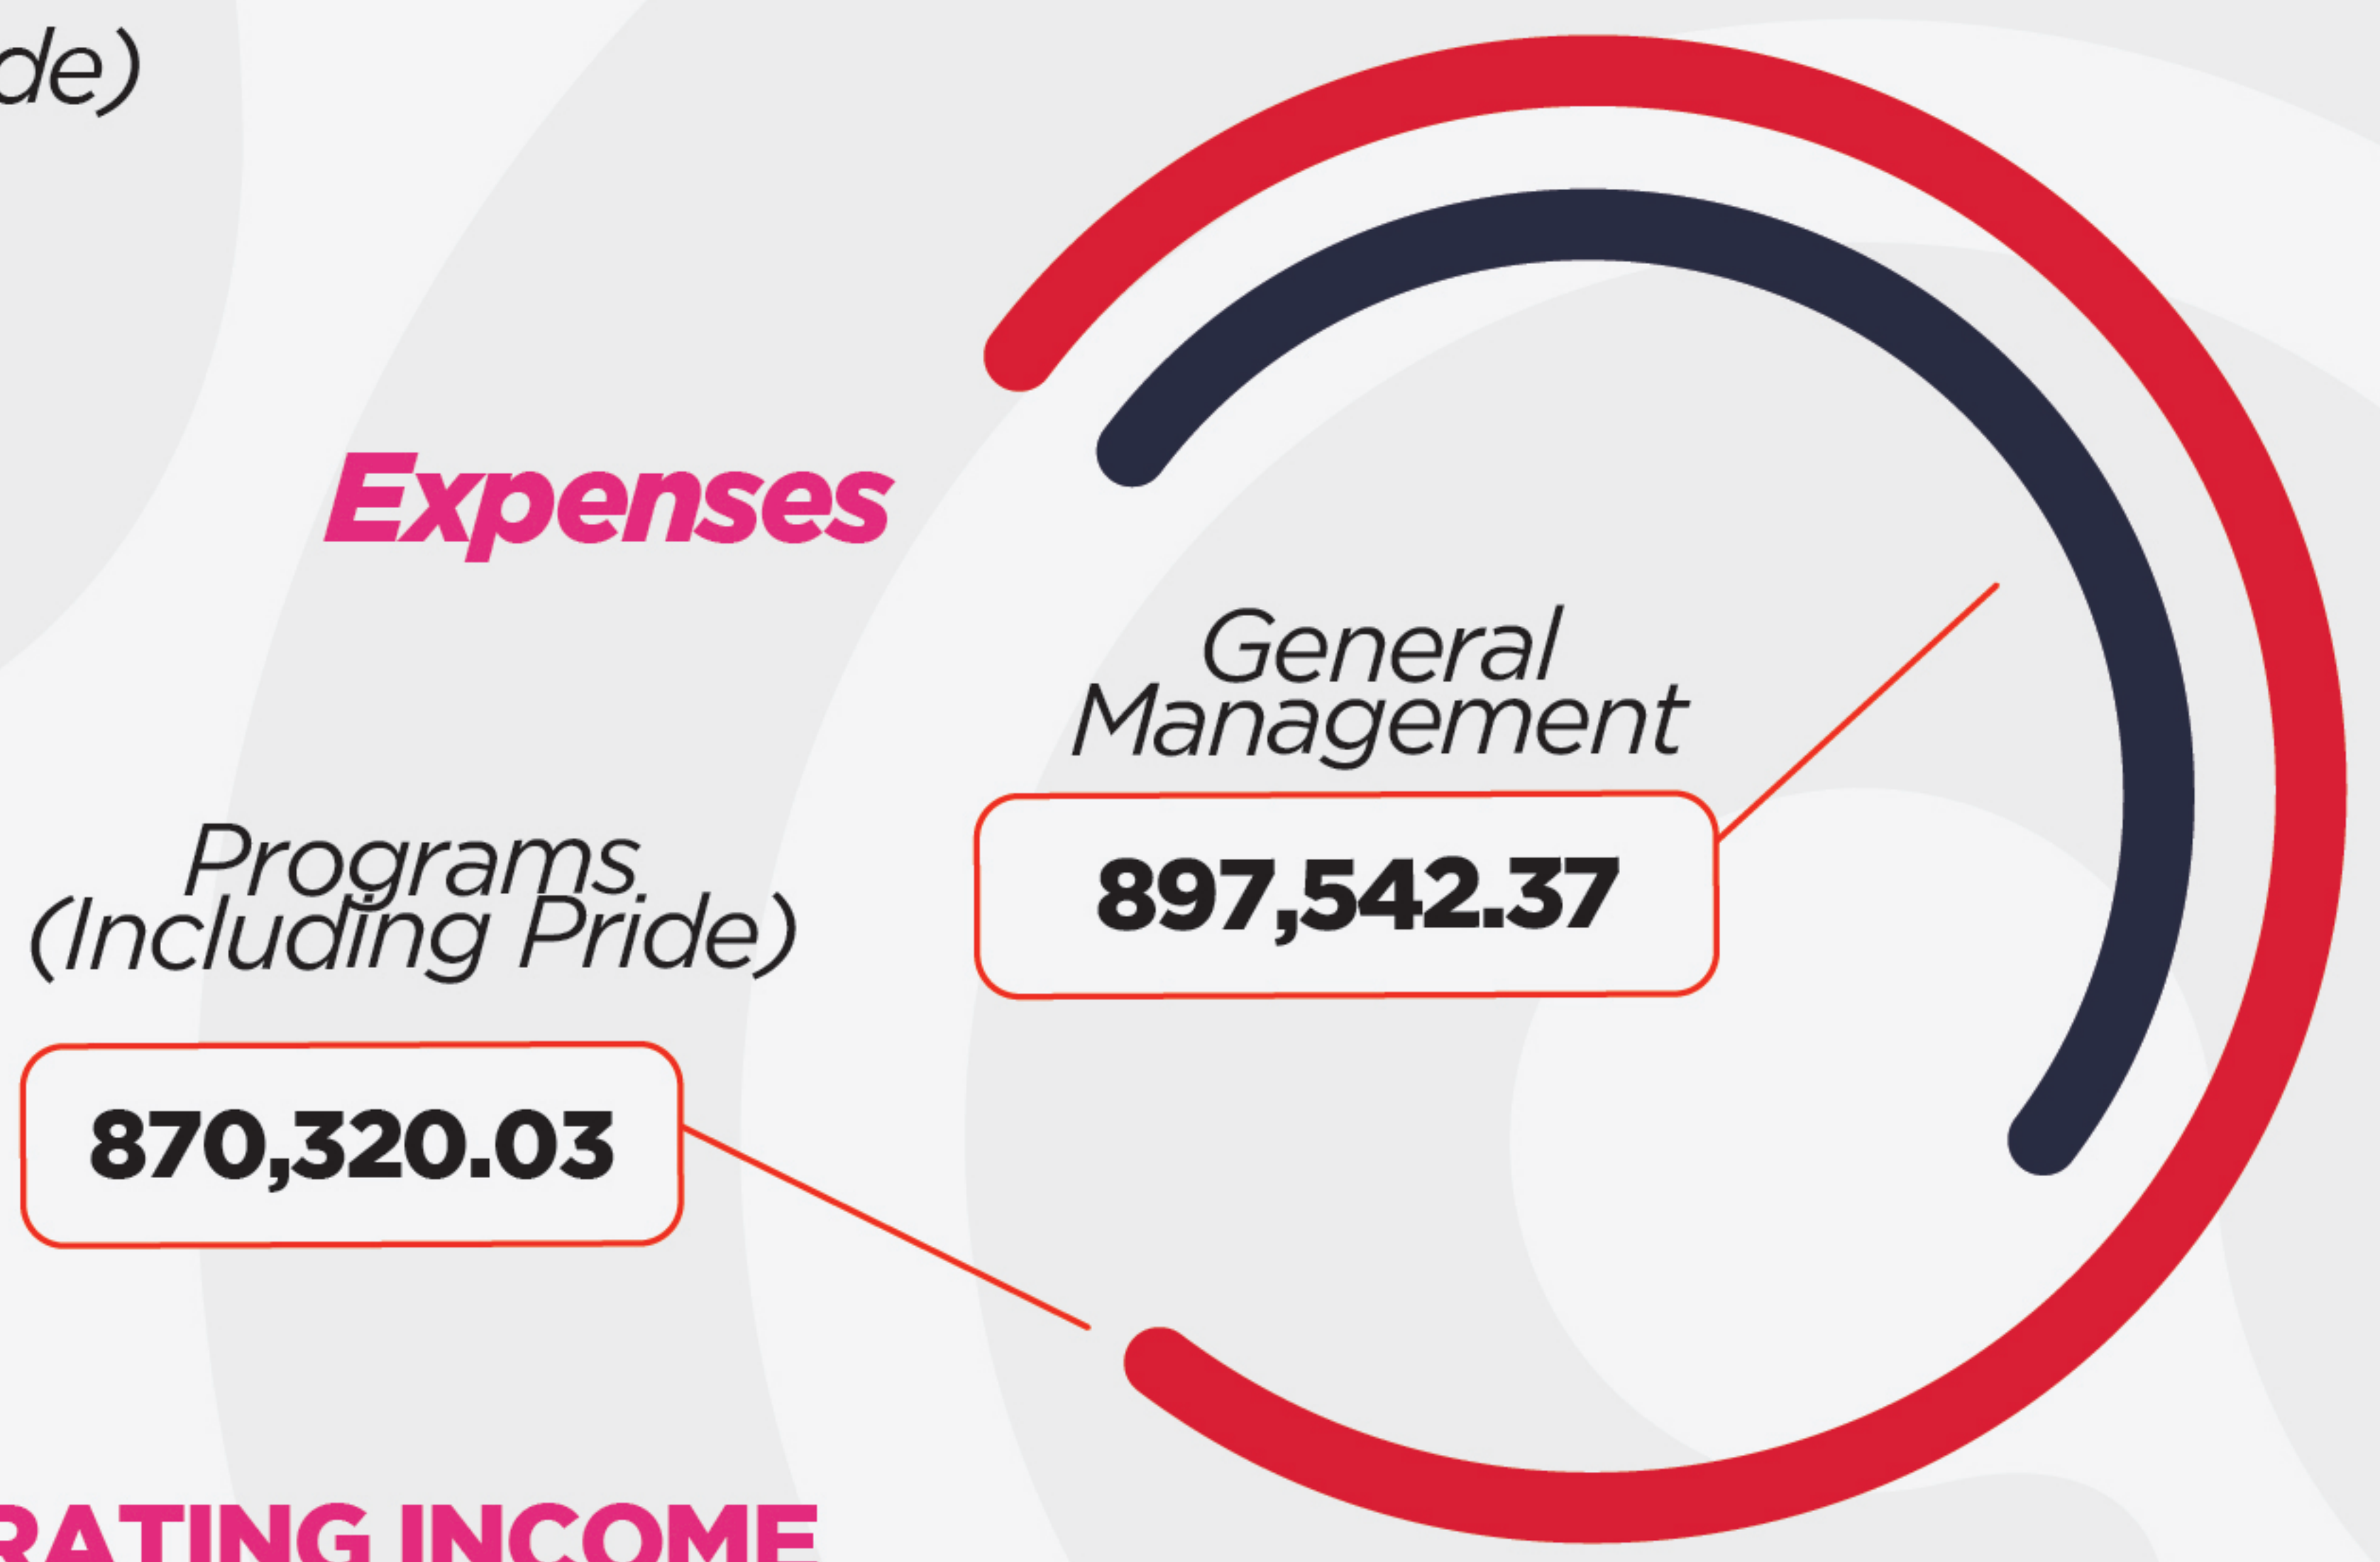 de)
Expenses
General
Management
897,542.37
Programs
(Including Pride)
870,320.03
RATING INCOME